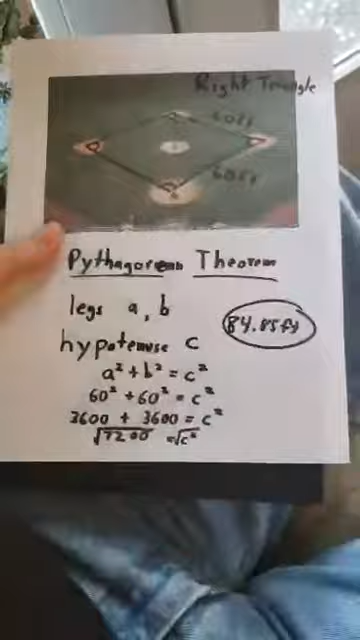 Right Triangle
60ft
60ft
Pythagorean Theorem
legs a, b
84.85ft
hypotenuse c
a² + b² = c²
60² + 60² = c²
3600 + 3600 = c²
√7200 = √c²